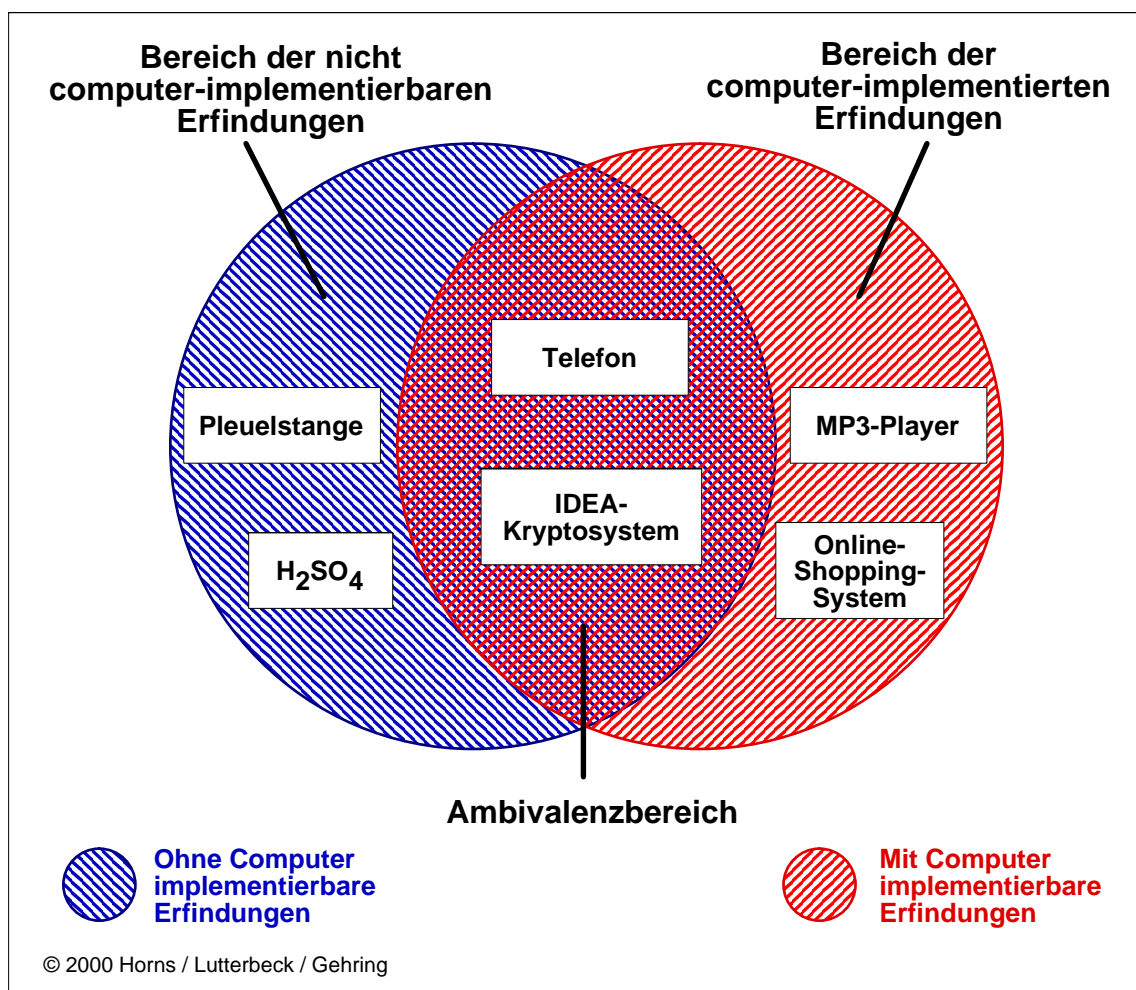 Bereich der nicht
computer-implementierbaren
Erfindungen
Bereich der
computer-implementierten
Erfindungen
Telefon
Pleuelstange
MP3-Player
IDEA-
Kryptosystem
H₂SO₄
Online-
Shopping-
System
Ambivalenzbereich
Ohne Computer
implementierbare
Erfindungen
Mit Computer
implementierbare
Erfindungen
© 2000 Horns / Lutterbeck / Gehring